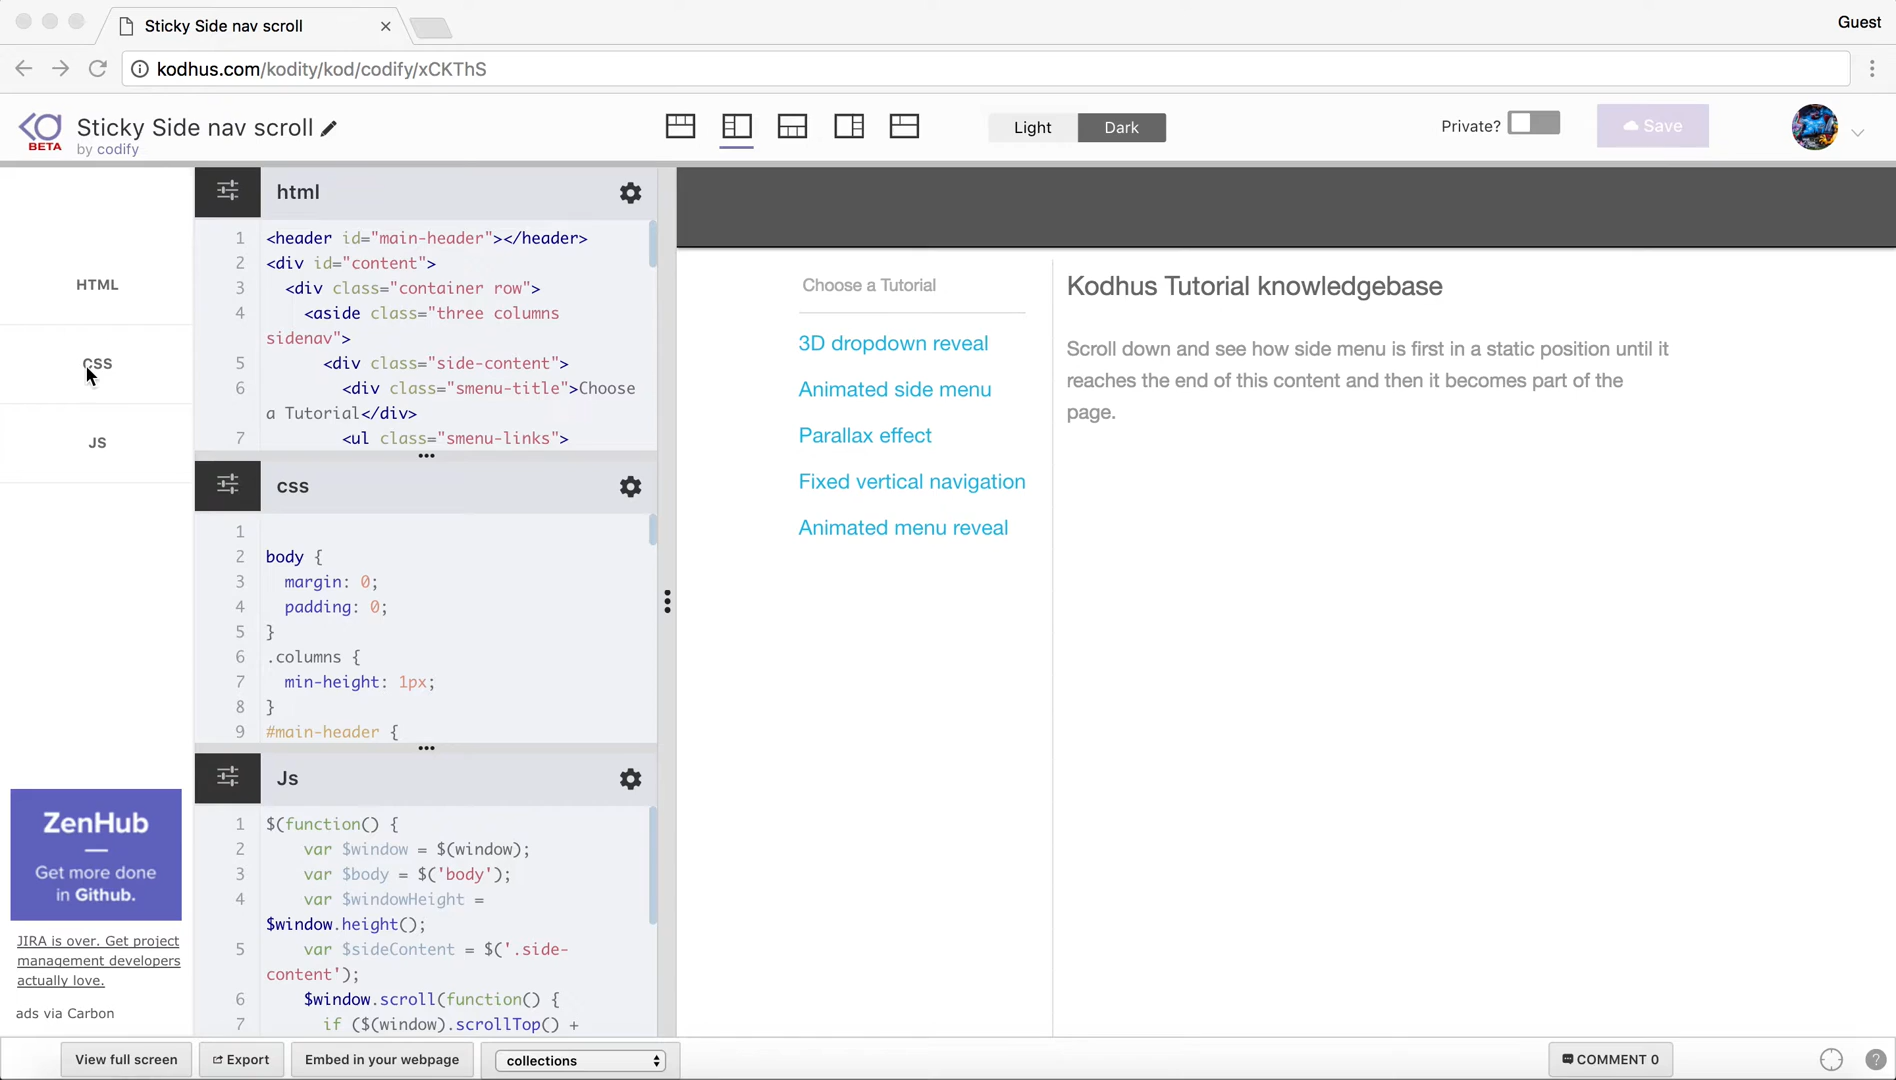 Sticky Side nav scroll
Guest
kodhus.com/kodity/kod/codify/xCKThS
BETA
Sticky Side nav scroll
by codify
Light
Dark
Private?
Save
HTML
CSS
JS
html
1 <header id="main-header"></header>
2 <div id="content">
3 <div class="container row">
4 <aside class="three columns
sidenav">
5 <div class="side-content">
6 <div class="smenu-title">Choose
a Tutorial</div>
7 <ul class="smenu-links">
css
1
2 body {
3 margin: 0;
4 padding: 0;
5 }
6 .columns {
7 min-height: 1px;
8 }
9 #main-header {
Js
1 $(function() {
2 var $window = $(window);
3 var $body = $('body');
4 var $windowHeight =
$window.height();
5 var $sideContent = $('.side-
content');
6 $window.scroll(function() {
7 if ($(window).scrollTop() +
Choose a Tutorial
3D dropdown reveal
Animated side menu
Parallax effect
Fixed vertical navigation
Animated menu reveal
Kodhus Tutorial knowledgebase
Scroll down and see how side menu is first in a static position until it
reaches the end of this content and then it becomes part of the
page.
ZenHub
Get more done
in Github.
JIRA is over. Get project
management developers
actually love.
ads via Carbon
View full screen
Export
Embed in your webpage
collections
COMMENT 0
?